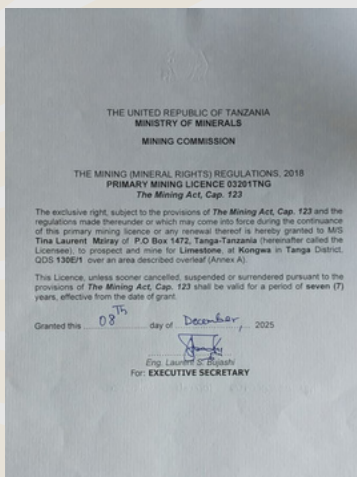 THE UNITED REPUBLIC OF TANZANIA
MINISTRY OF MINERALS
MINING COMMISSION
THE MINING (MINERAL RIGHTS) REGULATIONS, 2018
PRIMARY MINING LICENCE 03201TNG
The Mining Act, Cap. 123
The exclusive right, subject to the provisions of The Mining Act, Cap. 123 and the
regulations made thereunder or which may come into force during the continuance
of this primary mining licence or any renewal thereof is hereby granted to M/S
Tina Laurent Mziray of P.O Box 1472, Tanga-Tanzania (hereinafter called the
Licensee), to prospect and mine for Limestone, at Kongwa in Tanga District,
QDS 130E/1 over an area described overleaf (Annex A).
This Licence, unless sooner cancelled, suspended or surrendered pursuant to the
provisions of The Mining Act, Cap. 123 shall be valid for a period of seven (7)
years, effective from the date of grant.
Granted this 08Th day of December, 2025
Eng. Laurent S. Bujashi
For: EXECUTIVE SECRETARY